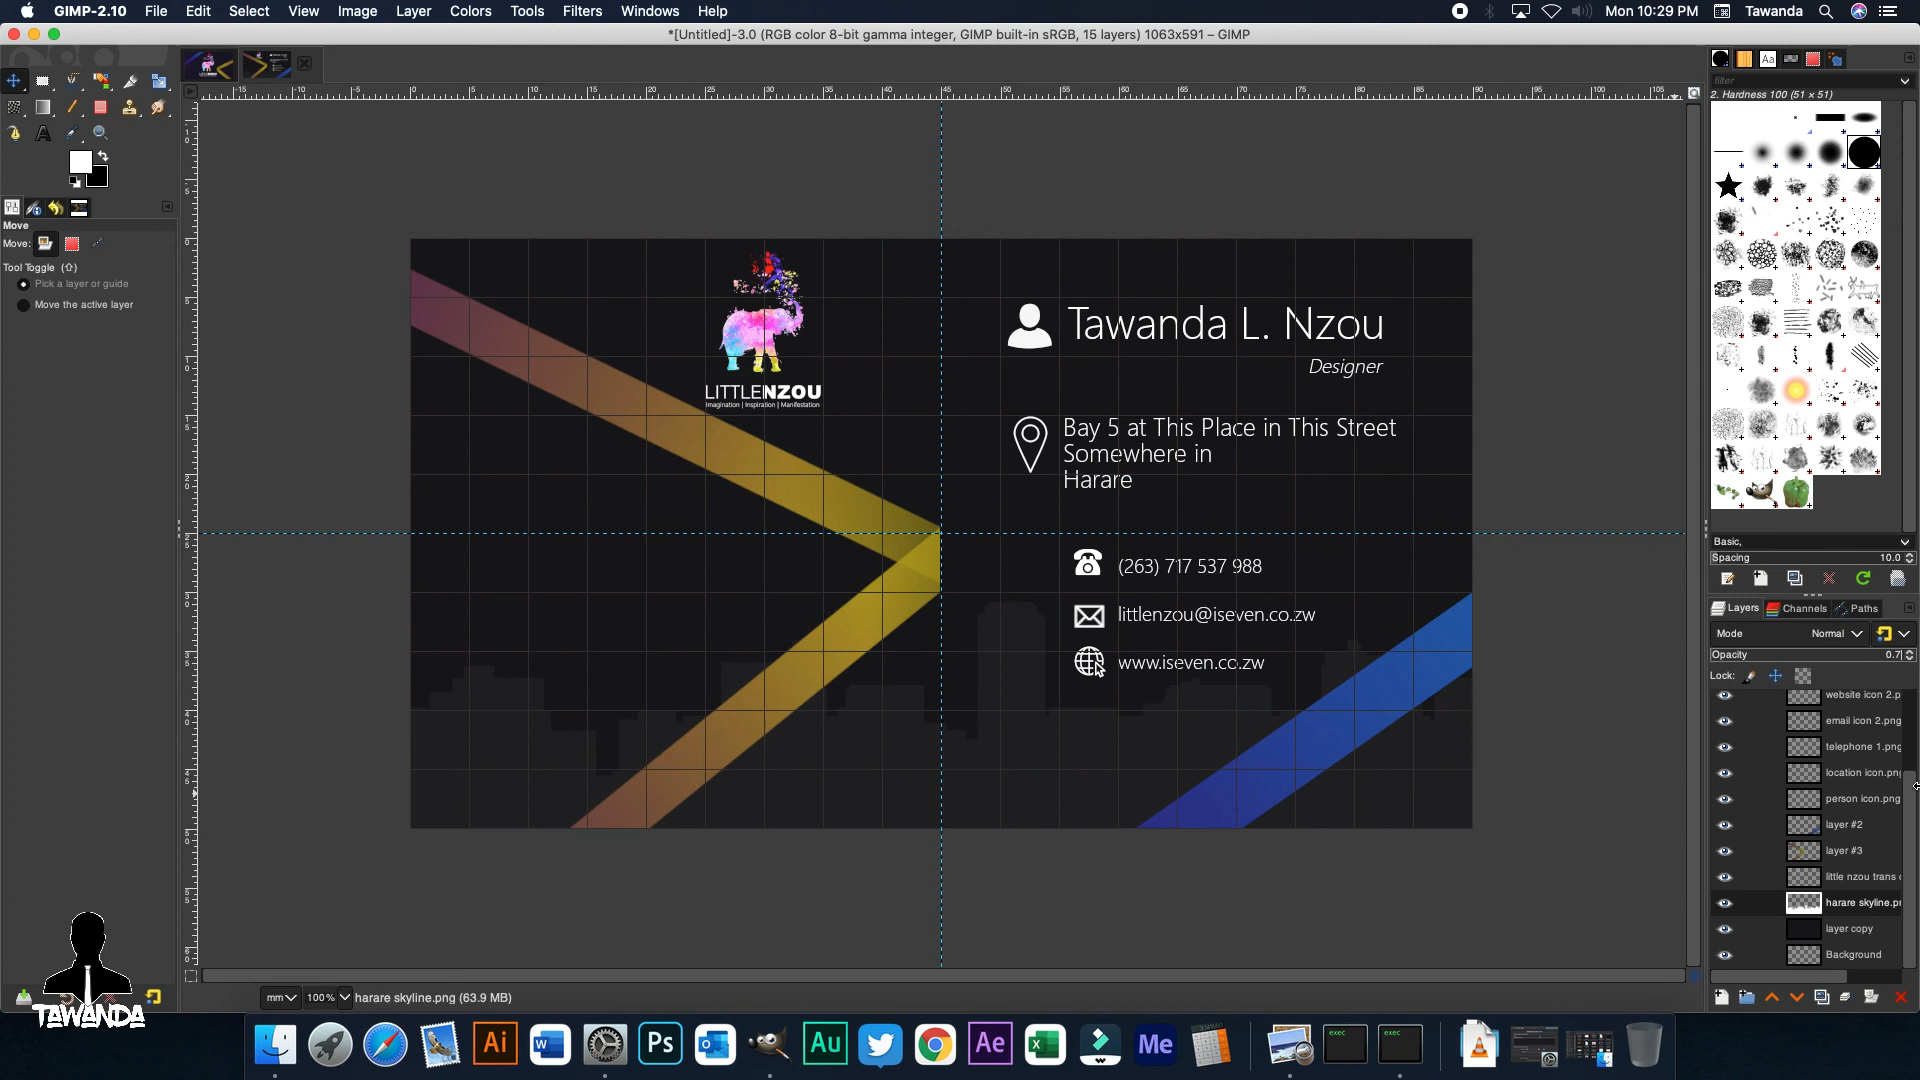 GIMP-2.10 File Edit Select View Image Layer Colors Tools Filters Windows Help
Mon 10:29 PM Tawanda
*[Untitled]-3.0 (RGB color 8-bit gamma integer, GIMP built-in sRGB, 15 layers) 1063x591 – GIMP
filter
2. Hardness 100 (51 × 51)
Move
Move:
Tool Toggle (⇧)
Pick a layer or guide
Move the active layer
LITTLENZOU
Imagination | Inspiration | Manifestation
Tawanda L. Nzou
Designer
Bay 5 at This Place in This Street
Somewhere in
Harare
(263) 717 537 988
littlenzou@iseven.co.zw
www.iseven.co.zw
Basic,
Spacing 10.0
Layers Channels Paths
Mode Normal
Opacity 0.7
Lock:
website icon 2.p
email icon 2.png
telephone 1.png
location icon.png
person icon.png
layer #2
layer #3
little nzou trans
harare skyline.pn
layer copy
Background
mm 100% harare skyline.png (63.9 MB)
TAWANDA
Ai W Ps Au Ae X Me exec exec